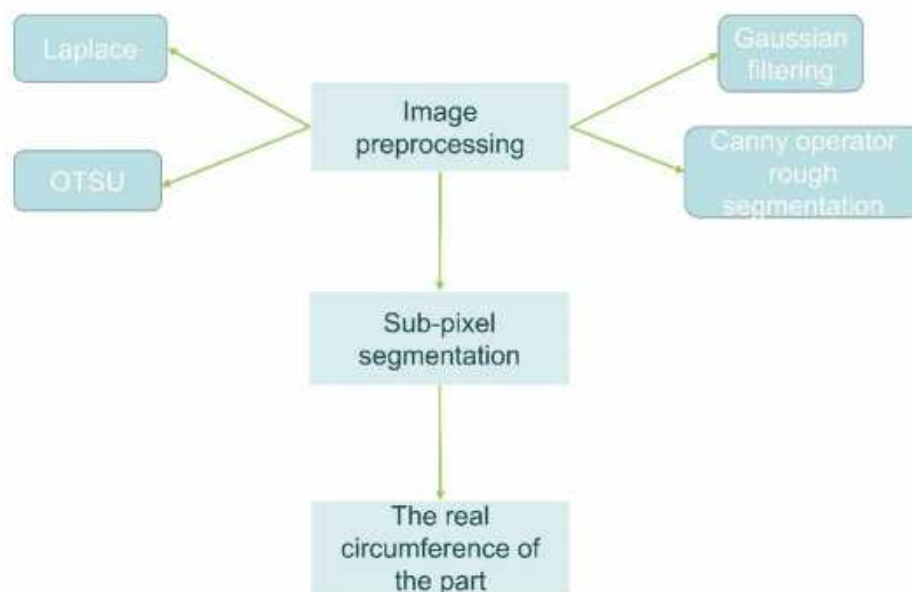 Laplace
Gaussian
filtering
Image
preprocessing
OTSU
Canny operator
rough
segmentation
Sub-pixel
segmentation
The real
circumference of
the part